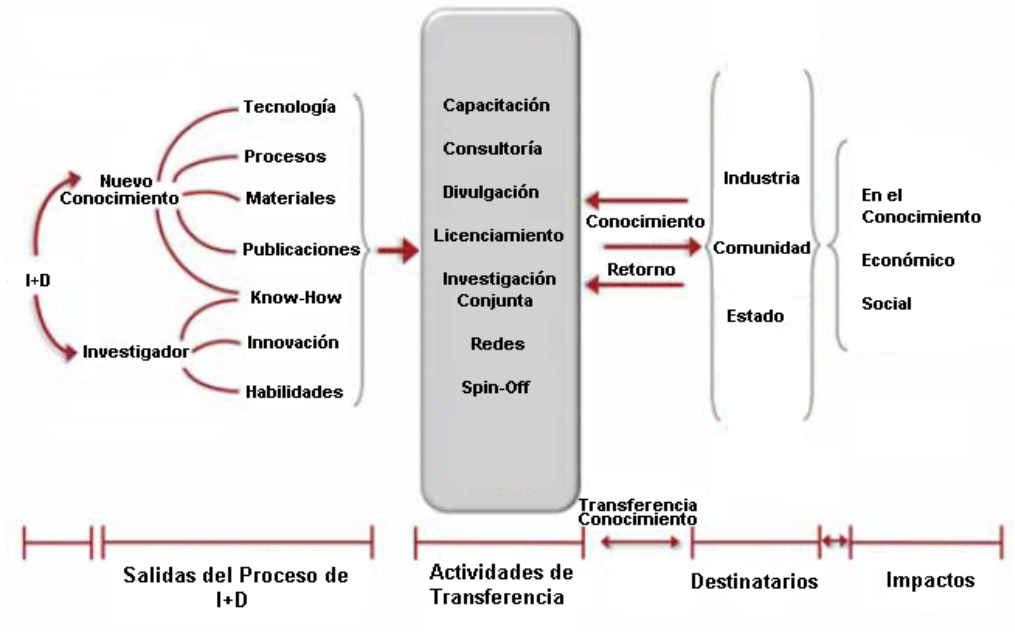 I+D
Nuevo
Conocimiento
Investigador
Tecnología
Procesos
Materiales
Publicaciones
Know-How
Innovación
Habilidades
Capacitación
Consultoría
Divulgación
Licenciamiento
Investigación
Conjunta
Redes
Spin-Off
Conocimiento
Retorno
Industria
Comunidad
Estado
En el
Conocimiento
Económico
Social
Transferencia
Conocimiento
Salidas del Proceso de
I+D
Actividades de
Transferencia
Destinatarios
Impactos